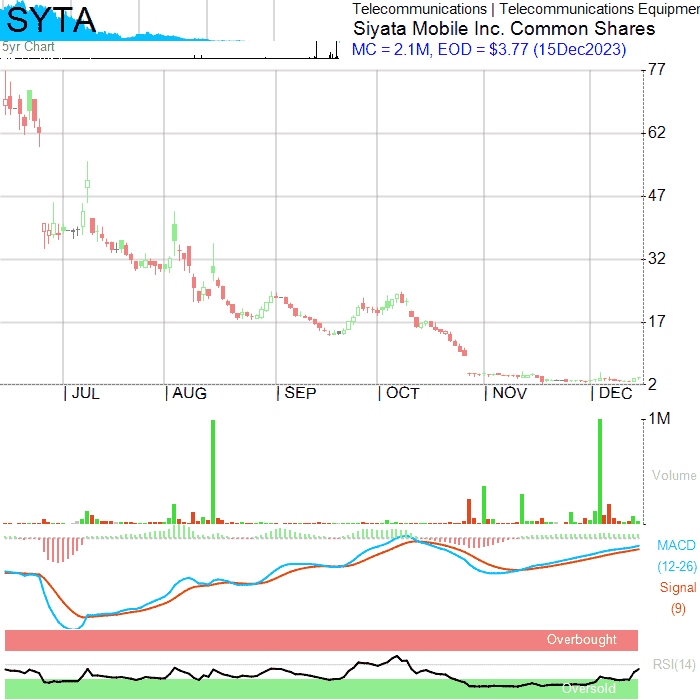 SYTA
Telecommunications | Telecommunications Equipmen
Siyata Mobile Inc. Common Shares
5yr Chart
MC = 2.1M, EOD = $3.77 (15Dec2023)
77
62
47
32
17
2
JUL AUG SEP OCT NOV DEC
1M
Volume
MACD
(12-26)
Signal
(9)
Overbought
RSI(14)
Oversold